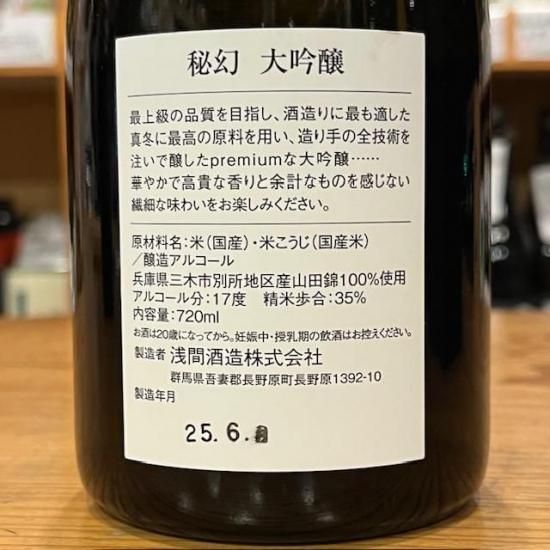 秘幻 大吟醸
最上級の品質を目指し、酒造りに最も適した
真冬に最高の原料を用い、造り手の全技術を
注いで醸したpremiumな大吟醸……
華やかで高貴な香りと余計なものを感じない
繊細な味わいをお楽しみください。
原材料名:米(国産)・米こうじ(国産米)
/醸造アルコール
兵庫県三木市別所地区産山田錦100%使用
アルコール分:17度 精米歩合:35%
内容量:720ml
お酒は20歳になってから。妊娠中・授乳期の飲酒はお控えください。
製造者 浅間酒造株式会社
群馬県吾妻郡長野原町長野原1392-10
製造年月
25.6.